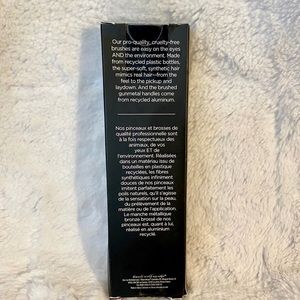 Our pro-quality, cruelty-free
brushes are easy on the eyes
AND the environment. Made
from recycled plastic bottles,
the super-soft, synthetic hair
mimics real hair—from the
feel to the pickup and
laydown. And the brushed
gunmetal handles come
from recycled aluminum.
Nos pinceaux et brosses de
qualité professionnelle sont
à la fois respectueux des
animaux, de vos
yeux ET de
l'environnement. Réalisées
dans un matériau issu de
bouteilles en plastique
recyclées, les fibres
synthétiques infiniment
douces de nos pinceaux
imitent parfaitement les poils
naturels, qu'il s'agisse
de la sensation sur la peau,
du prélèvement de la
matière ou de l'application.
Le manche métallique
bronze brossé de nos
pinceaux est, quant à lui,
réalisé en aluminium
recyclé.